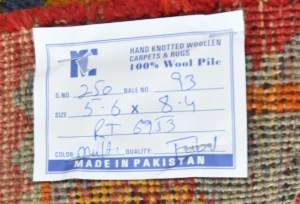 KC HAND KNOTTED WOOLLEN
CARPETS & RUGS
100% Wool Pile
S.NO. 250 BALE NO. 93
SIZE 5.6 x 8.4
RT 6953
COLOR multi QUALITY:
MADE IN PAKISTAN